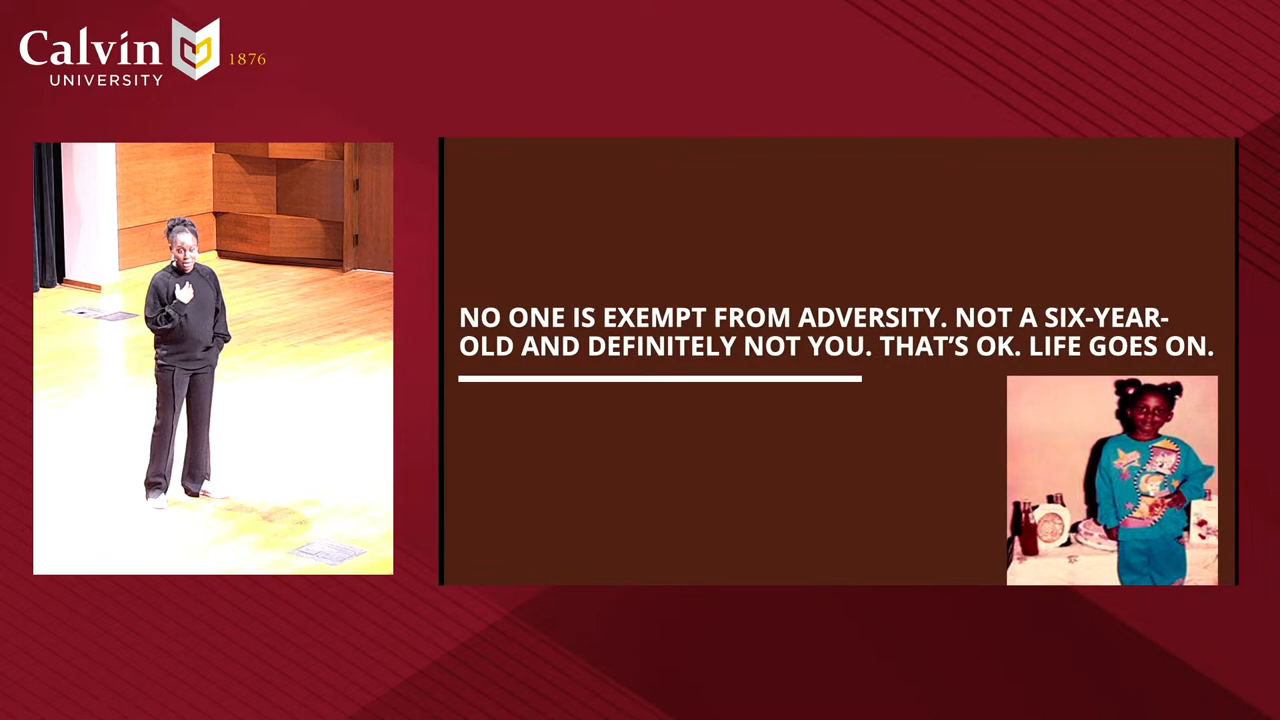 Calvin
UNIVERSITY
1876
NO ONE IS EXEMPT FROM ADVERSITY. NOT A SIX-YEAR-
OLD AND DEFINITELY NOT YOU. THAT’S OK. LIFE GOES ON.